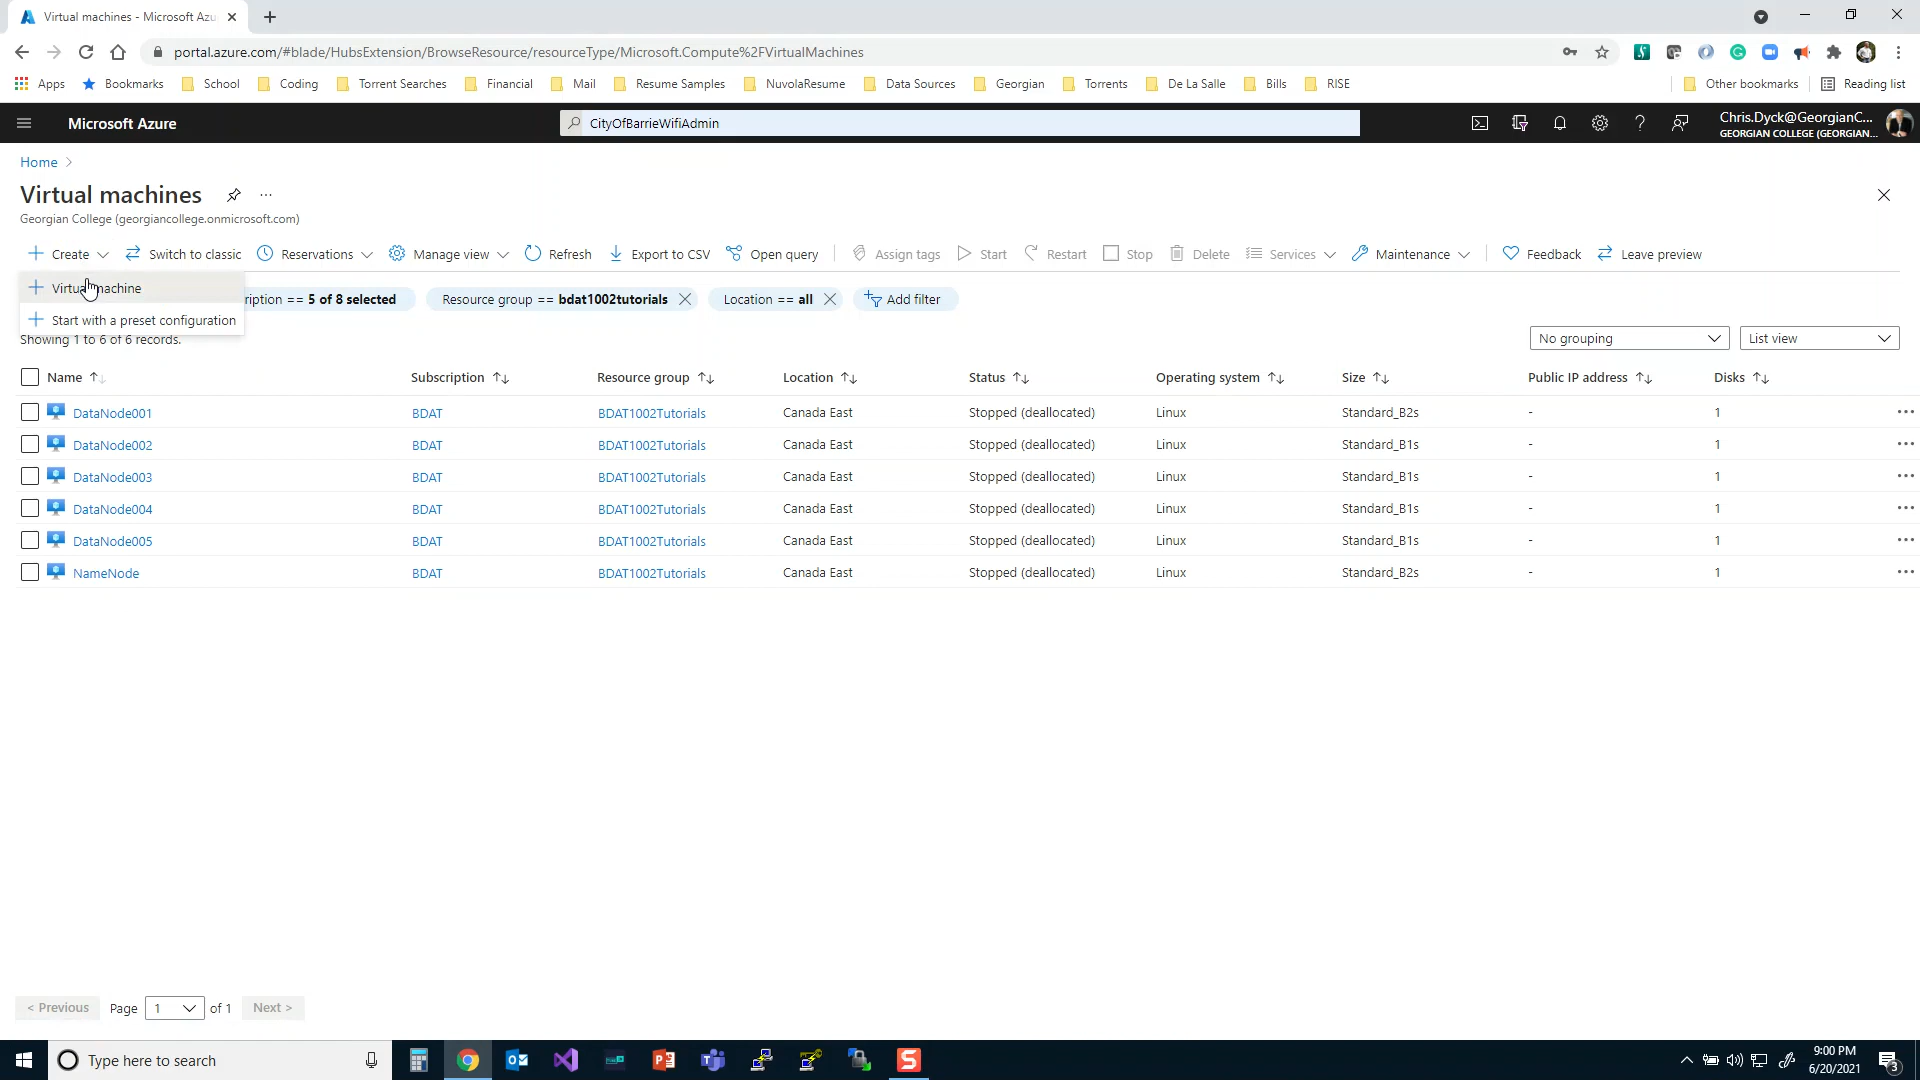 Virtual machines - Microsoft Azu
portal.azure.com/#blade/HubsExtension/BrowseResource/resourceType/Microsoft.Compute%2FVirtualMachines
Apps Bookmarks School Coding Torrent Searches Financial Mail Resume Samples NuvolaResume Data Sources Georgian Torrents De La Salle Bills RISE Other bookmarks Reading list
Microsoft Azure CityOfBarrieWifiAdmin Chris.Dyck@GeorgianC...
GEORGIAN COLLEGE (GEORGIAN...
Home
Virtual machines
Georgian College (georgiancollege.onmicrosoft.com)
Create Switch to classic Reservations Manage view Refresh Export to CSV Open query Assign tags Start Restart Stop Delete Services Maintenance Feedback Leave preview
Virtual machine
ription == 5 of 8 selected Resource group == bdat1002tutorials Location == all Add filter
Start with a preset configuration
Showing 1 to 6 of 6 records. No grouping List view
Name Subscription Resource group Location Status Operating system Size Public IP address Disks
DataNode001 BDAT BDAT1002Tutorials Canada East Stopped (deallocated) Linux Standard_B2s - 1
DataNode002 BDAT BDAT1002Tutorials Canada East Stopped (deallocated) Linux Standard_B1s - 1
DataNode003 BDAT BDAT1002Tutorials Canada East Stopped (deallocated) Linux Standard_B1s - 1
DataNode004 BDAT BDAT1002Tutorials Canada East Stopped (deallocated) Linux Standard_B1s - 1
DataNode005 BDAT BDAT1002Tutorials Canada East Stopped (deallocated) Linux Standard_B1s - 1
NameNode BDAT BDAT1002Tutorials Canada East Stopped (deallocated) Linux Standard_B2s - 1
< Previous Page 1 of 1 Next >
Type here to search 9:00 PM
6/20/2021 3